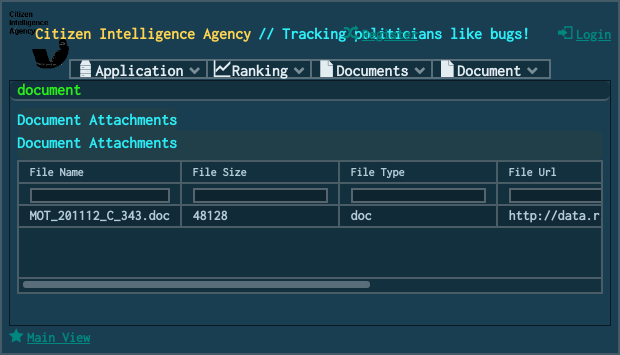 Citizen
Intelligence
Agency
Citizen Intelligence Agency // Tracking politicians like bugs!
Register
Login
Application
Ranking
Documents
Document
document
Document Attachments
Document Attachments
File Name
File Size
File Type
File Url
MOT_201112_C_343.doc
48128
doc
http://data.r
Main View